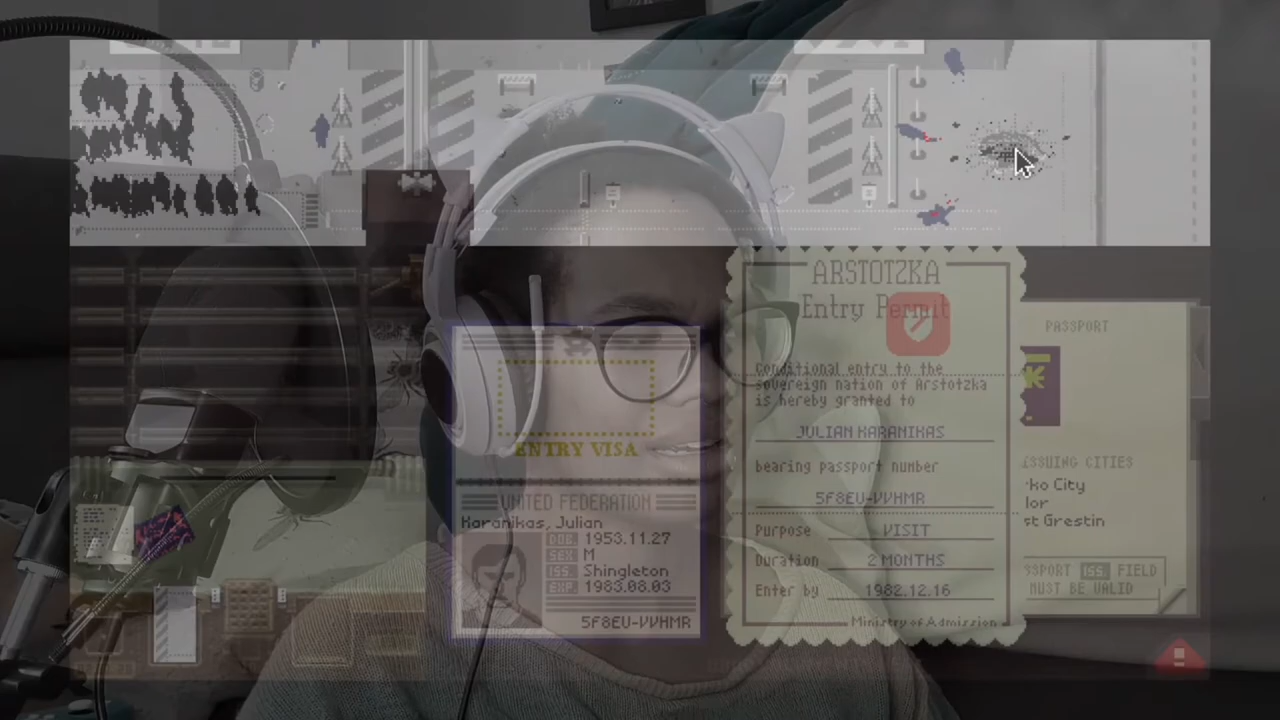 ENTRY VISA
UNITED FEDERATION
Karanikas, Julian
DOB 1953.11.27
SEX M
ISS. Shingleton
EXP. 1983.08.03
5F8EU-VVHMR
ARSTOTZKA
Entry Permit
Conditional entry to the
sovereign nation of Arstotzka
is hereby granted to
JULIAN KARANIKAS
bearing passport number
5F8EU-VVHMR
Purpose VISIT
Duration 2 MONTHS
Enter by 1982.12.16
Ministry of Admission
PASSPORT
ISSUING CITIES
ko City
lor
st Grestin
SSPORT ISS. FIELD
MUST BE VALID